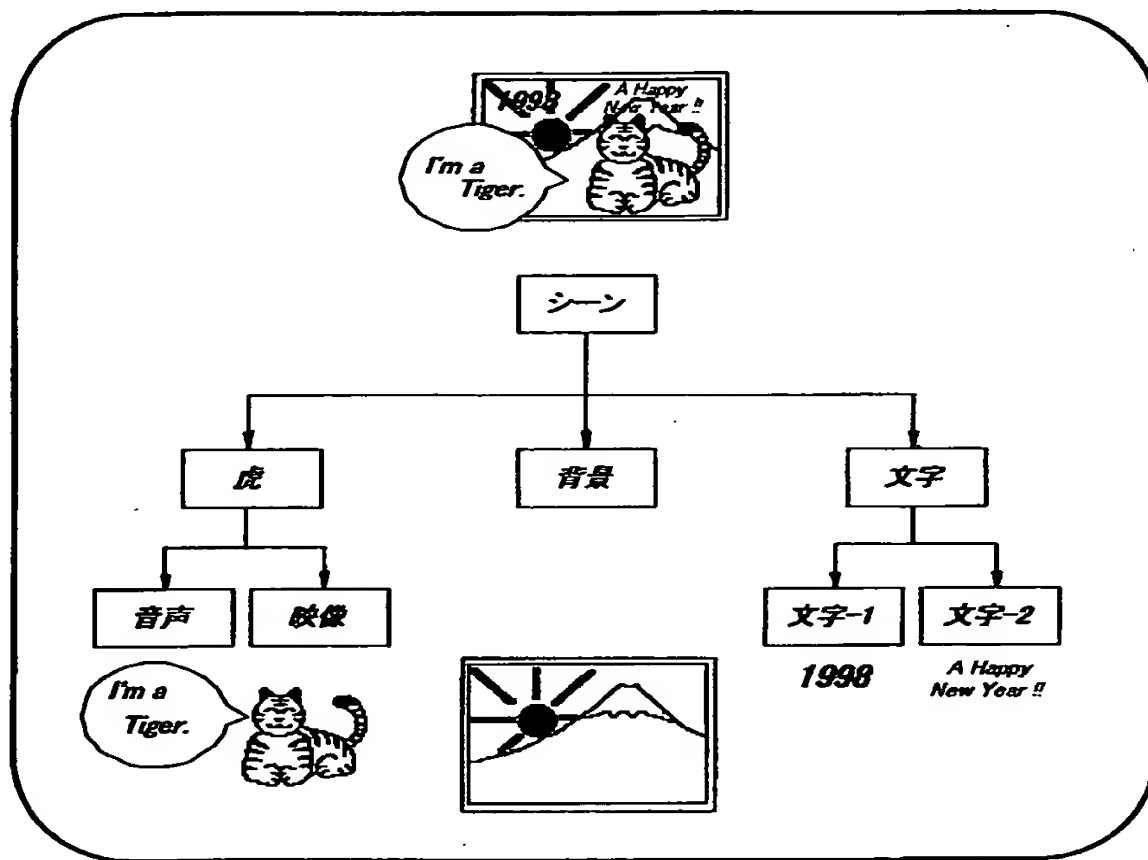 1998
A Happy
New Year !!
I'm a
Tiger.
シーン
虎
背景
文字
音声
映像
文字-1
文字-2
I'm a
Tiger.
1998
A Happy
New Year !!